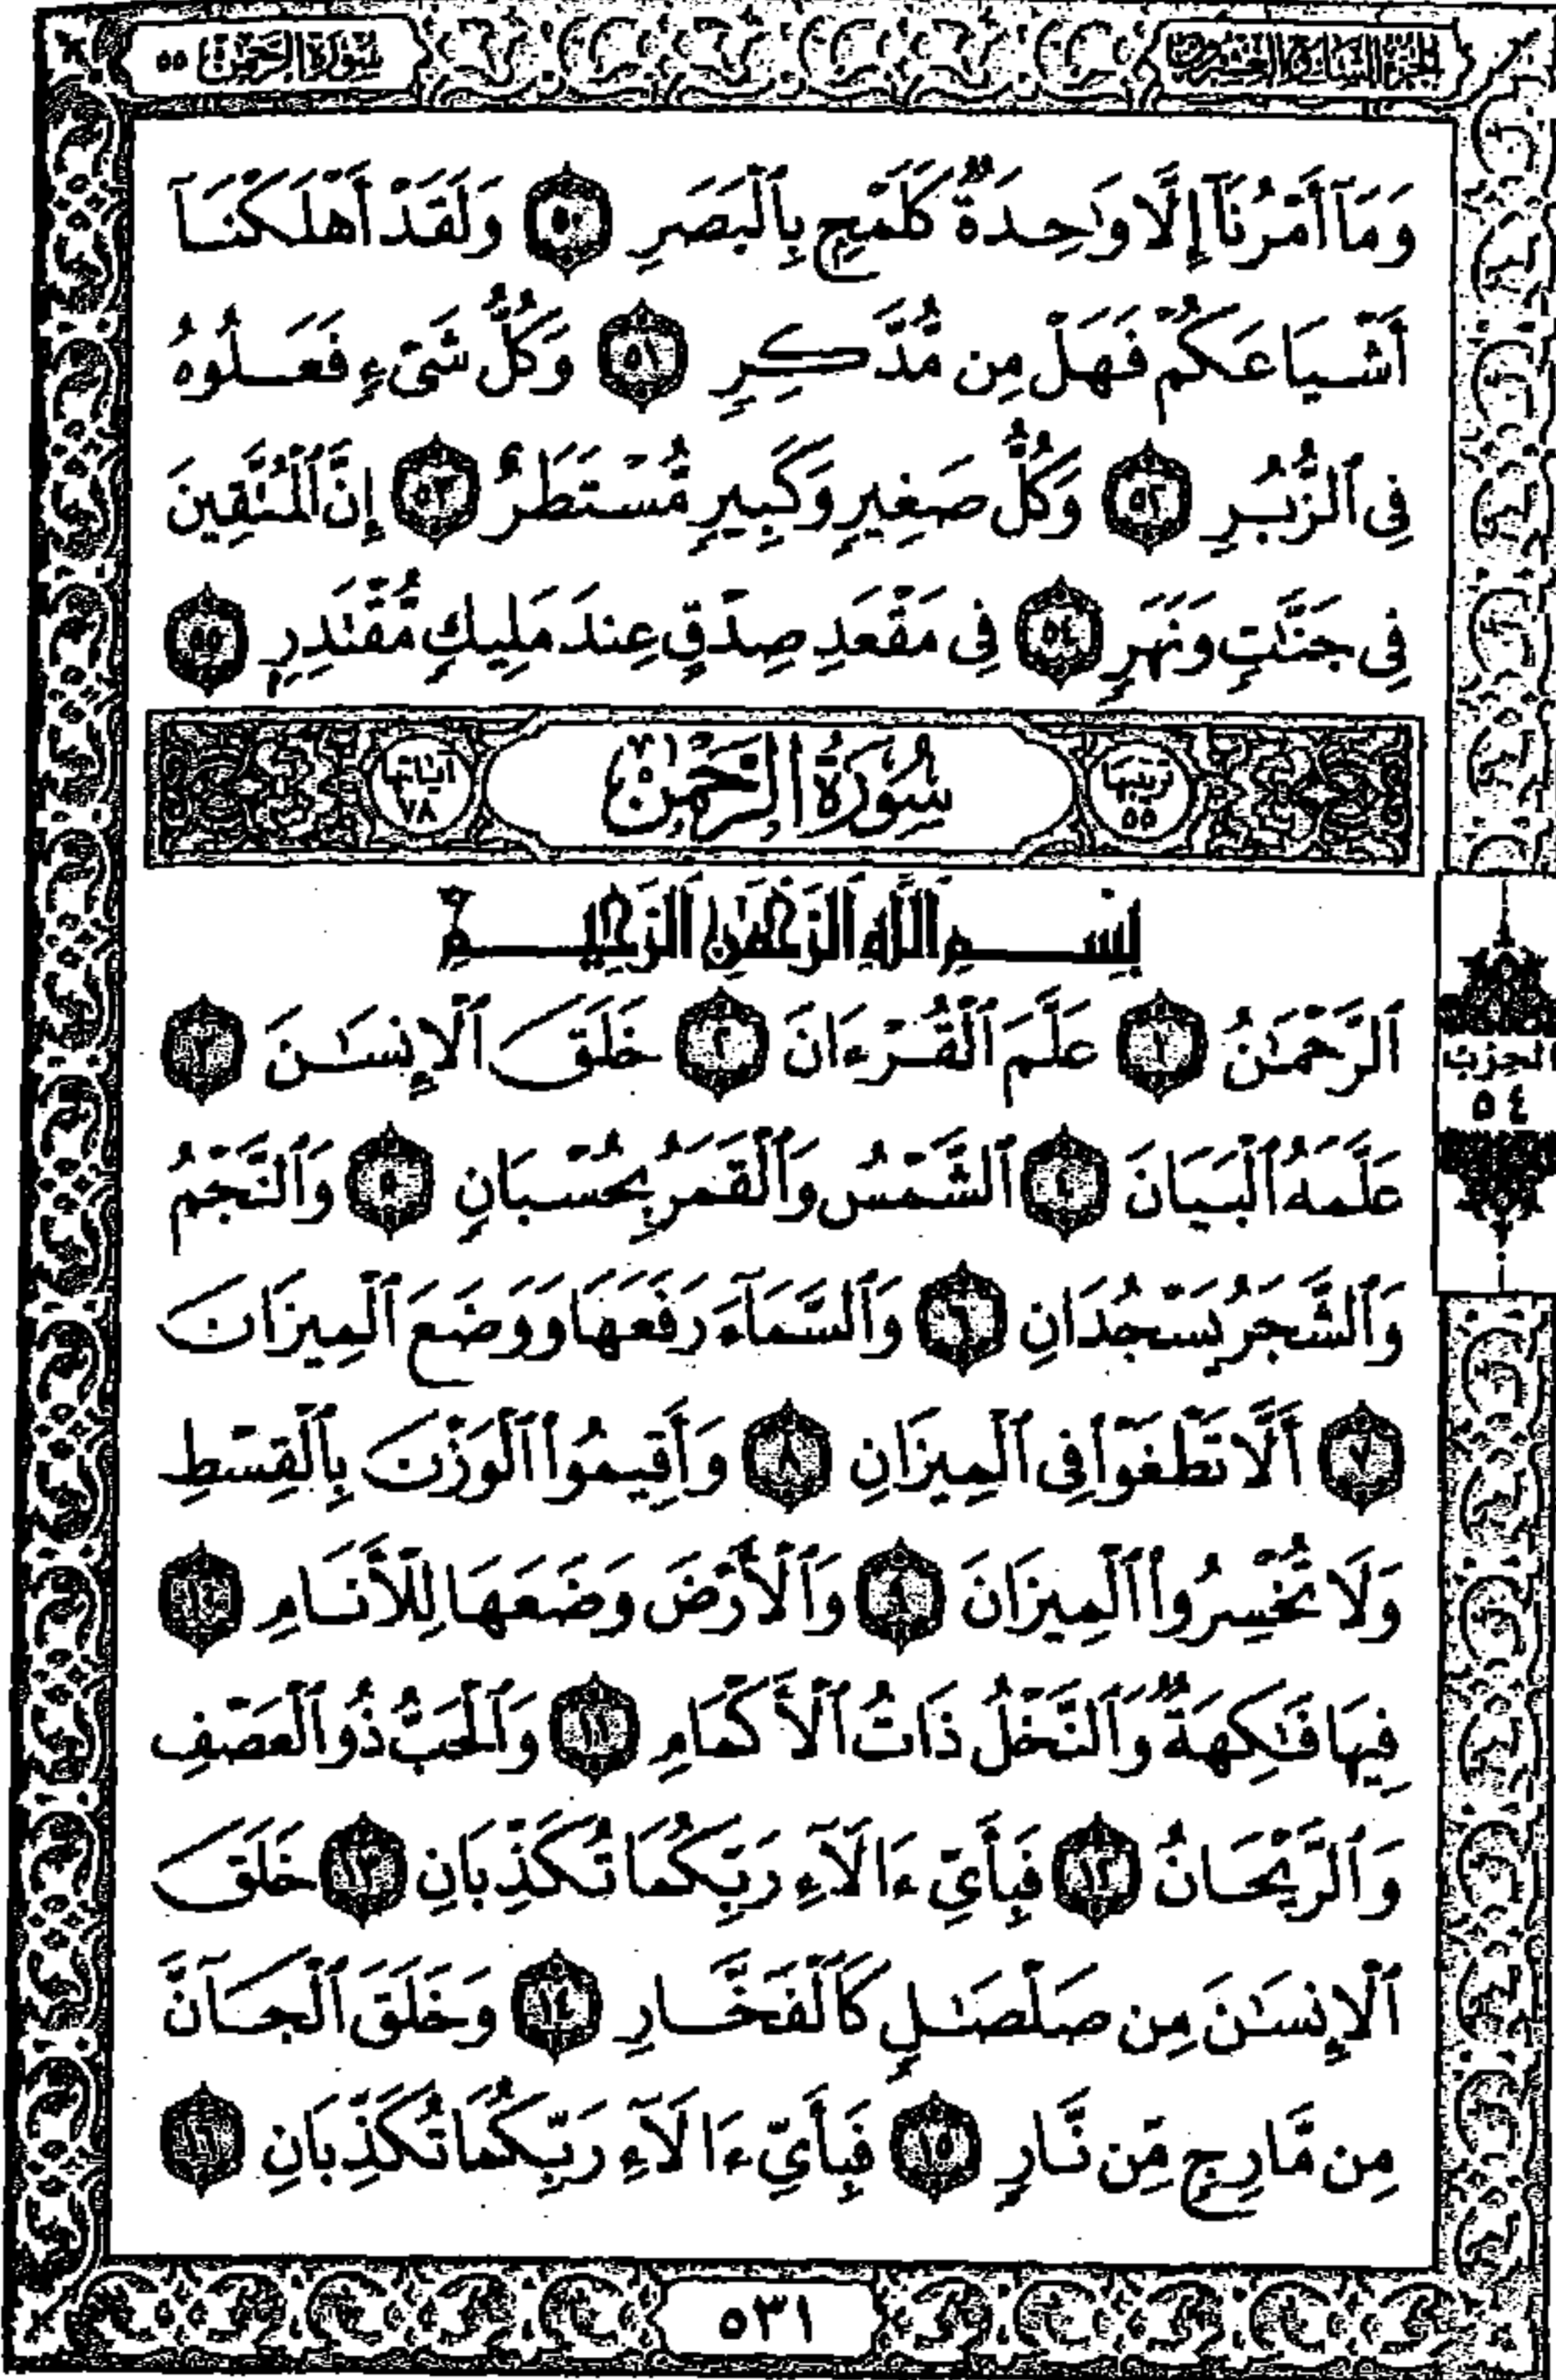 الجزء السابع والعشرون
سورة الرحمن ٥٥
وَمَآ أَمْرُنَآ إِلَّا وَٰحِدَةٌ كَلَمْحٍۭ بِٱلْبَصَرِ ٥٠ وَلَقَدْ أَهْلَكْنَآ
أَشْيَاعَكُمْ فَهَلْ مِن مُّدَّكِرٍ ٥١ وَكُلُّ شَىْءٍ فَعَلُوهُ
فِى ٱلزُّبُرِ ٥٢ وَكُلُّ صَغِيرٍ وَكَبِيرٍ مُّسْتَطَرٌ ٥٣ إِنَّ ٱلْمُتَّقِينَ
فِى جَنَّٰتٍ وَنَهَرٍ ٥٤ فِى مَقْعَدِ صِدْقٍ عِندَ مَلِيكٍ مُّقْتَدِرٍۭ ٥٥
ترتيبها ٥٥ سُورَةُ الرَّحْمٰن آياتها ٧٨
بِسْمِ ٱللَّهِ ٱلرَّحْمَٰنِ ٱلرَّحِيمِ
ٱلرَّحْمَٰنُ ١ عَلَّمَ ٱلْقُرْءَانَ ٢ خَلَقَ ٱلْإِنسَٰنَ ٣
الحزب ٥٤
عَلَّمَهُ ٱلْبَيَانَ ٤ ٱلشَّمْسُ وَٱلْقَمَرُ بِحُسْبَانٍ ٥ وَٱلنَّجْمُ
وَٱلشَّجَرُ يَسْجُدَانِ ٦ وَٱلسَّمَآءَ رَفَعَهَا وَوَضَعَ ٱلْمِيزَانَ
٧ أَلَّا تَطْغَوْا۟ فِى ٱلْمِيزَانِ ٨ وَأَقِيمُوا۟ ٱلْوَزْنَ بِٱلْقِسْطِ
وَلَا تُخْسِرُوا۟ ٱلْمِيزَانَ ٩ وَٱلْأَرْضَ وَضَعَهَا لِلْأَنَامِ ١٠
فِيهَا فَٰكِهَةٌ وَٱلنَّخْلُ ذَاتُ ٱلْأَكْمَامِ ١١ وَٱلْحَبُّ ذُو ٱلْعَصْفِ
وَٱلرَّيْحَانُ ١٢ فَبِأَىِّ ءَالَآءِ رَبِّكُمَا تُكَذِّبَانِ ١٣ خَلَقَ
ٱلْإِنسَٰنَ مِن صَلْصَٰلٍ كَٱلْفَخَّارِ ١٤ وَخَلَقَ ٱلْجَآنَّ
مِن مَّارِجٍ مِّن نَّارٍ ١٥ فَبِأَىِّ ءَالَآءِ رَبِّكُمَا تُكَذِّبَانِ ١٦
٥٣١